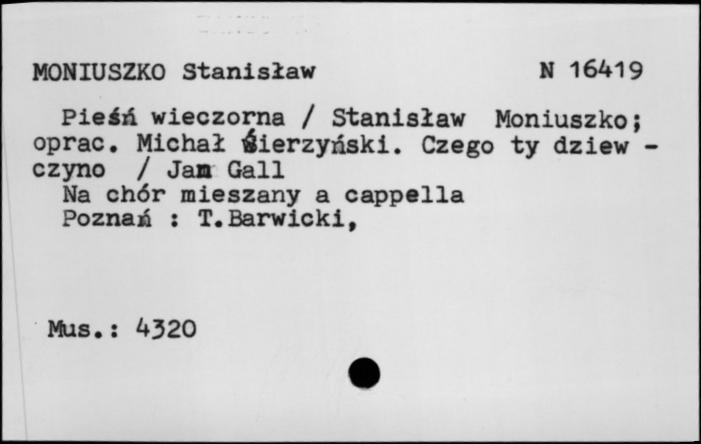 MONIUSZKO Stanisław N 16419
Pieśń wieczorna / Stanisław Moniuszko;
oprac. Michał Świerzyński. Czego ty dziew -
czyno / Jan Gall
Na chór mieszany a cappella
Poznań : T.Barwicki,
Mus.: 4320